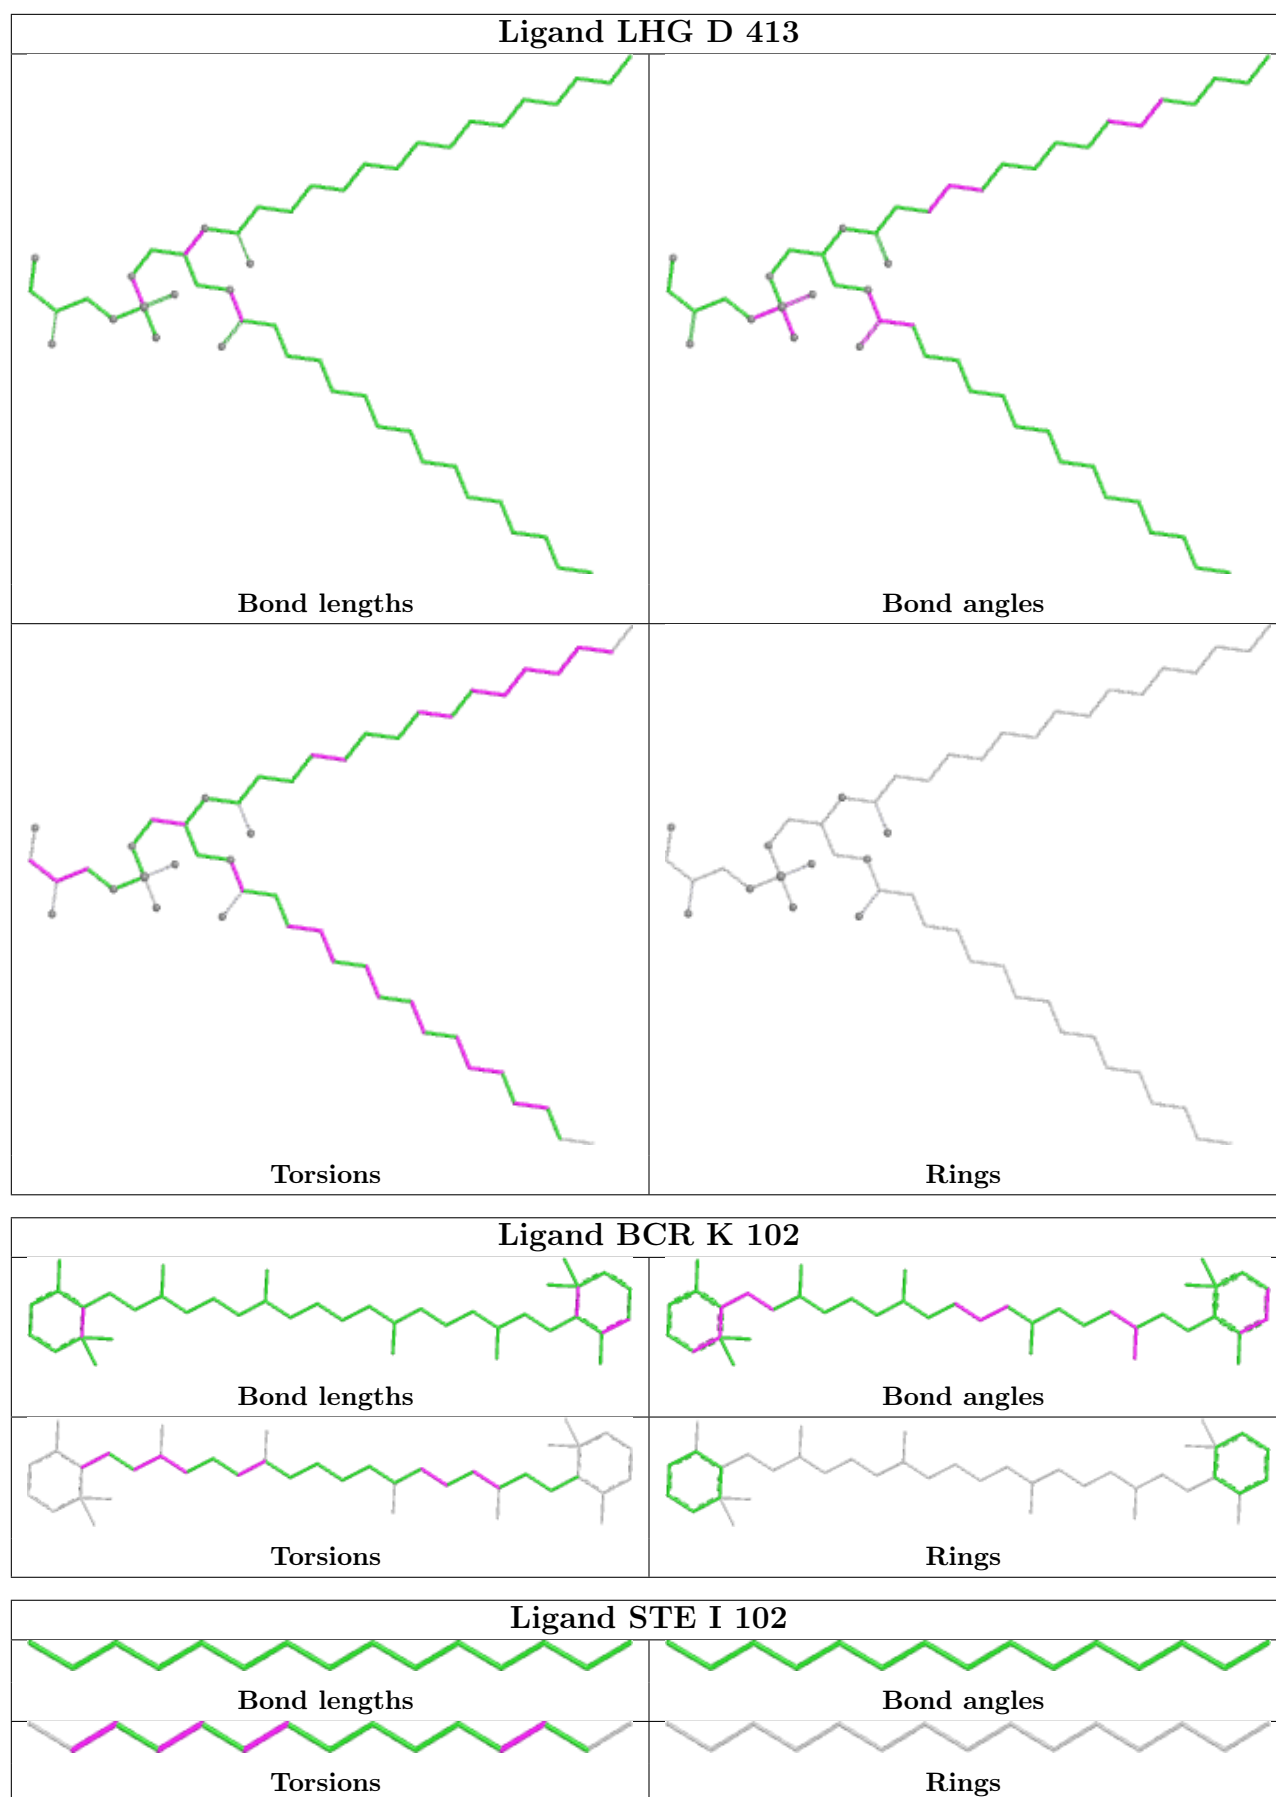 Ligand LHG D 413
Bond lengths
Bond angles
Torsions
Rings
Ligand BCR K 102
Bond lengths
Bond angles
Torsions
Rings
Ligand STE I 102
Bond lengths
Bond angles
Torsions
Rings